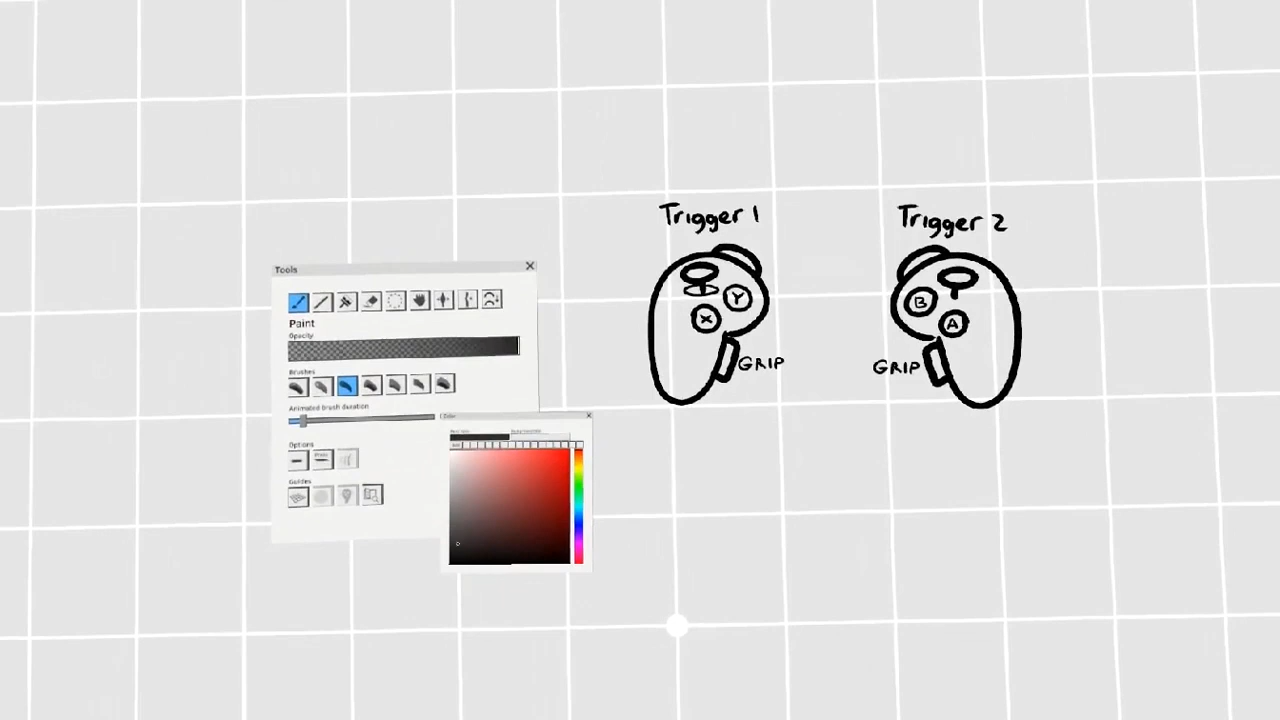 Trigger 1
Trigger 2
Tools
Y
B
X
A
Paint
Opacity
GRIP
GRIP
Brushes
Animated brush duration
Options
Guides